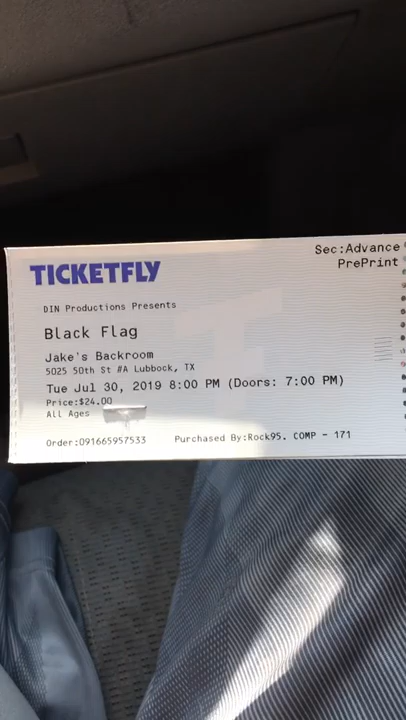 Sec:Advance
PrePrint
TICKETFLY
DIN Productions Presents
Black Flag
Jake's Backroom
5025 50th St #A Lubbock, TX
Tue Jul 30, 2019 8:00 PM (Doors: 7:00 PM)
Price:$24.00
All Ages
Order:091665957533 Purchased By:Rock95. COMP - 171